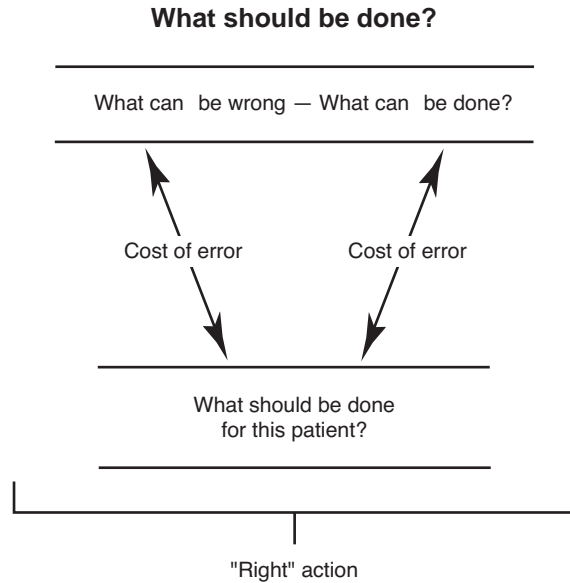 What should be done?
What can be wrong — What can be done?
Cost of error
Cost of error
What should be done
for this patient?
"Right" action